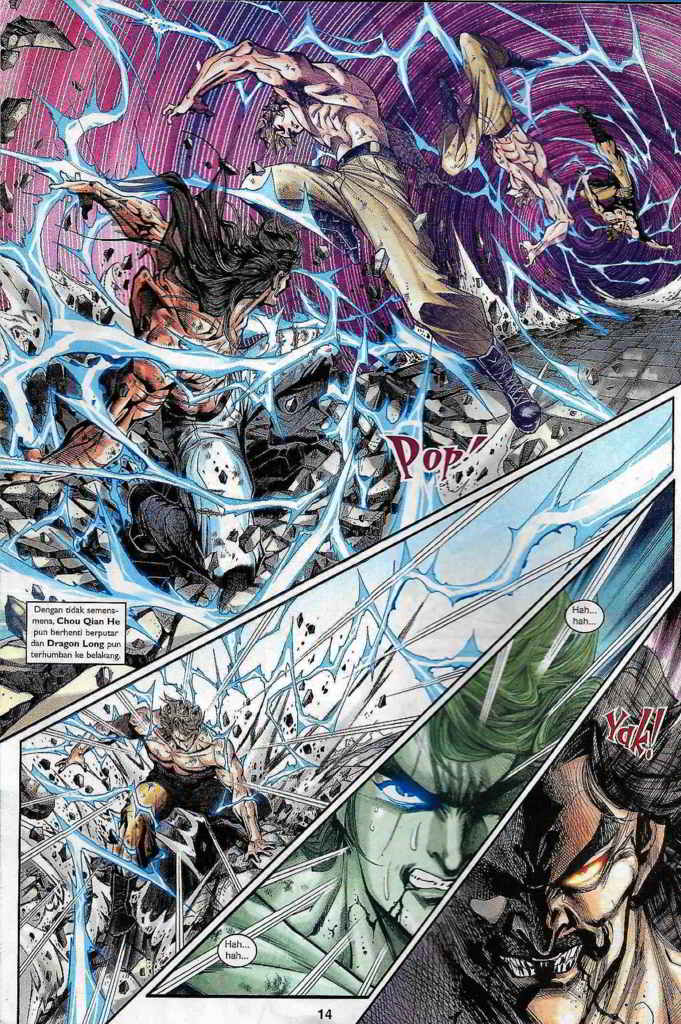 Pop!
Dengan tidak semens-
mena, Chou Qian He
pun berhenti berputar
dan Dragon Long pun
terhumban ke belakang.
Hah...
hah...
Yak!
Hah...
hah...
14